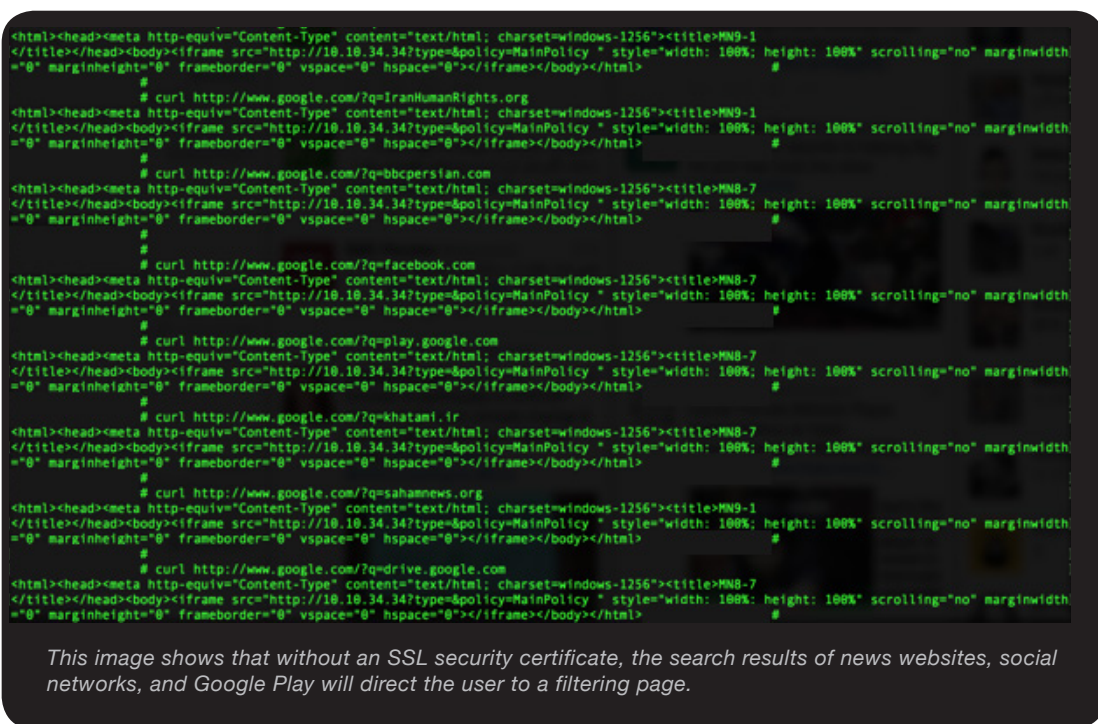 <html><head><meta http-equiv="Content-Type" content="text/html; charset=windows-1256"><title>MN9-1
</title></head><body><iframe src="http://10.10.34.34?type=&policy=MainPolicy " style="width: 100%; height: 100%" scrolling="no" marginwidth
="0" marginheight="0" frameborder="0" vspace="0" hspace="0"></iframe></body></html> #
#
# curl http://www.google.com/?q=IranHumanRights.org
<html><head><meta http-equiv="Content-Type" content="text/html; charset=windows-1256"><title>MN9-1
</title></head><body><iframe src="http://10.10.34.34?type=&policy=MainPolicy " style="width: 100%; height: 100%" scrolling="no" marginwidth
="0" marginheight="0" frameborder="0" vspace="0" hspace="0"></iframe></body></html> #
#
# curl http://www.google.com/?q=bbcpersian.com
<html><head><meta http-equiv="Content-Type" content="text/html; charset=windows-1256"><title>MN8-7
</title></head><body><iframe src="http://10.10.34.34?type=&policy=MainPolicy " style="width: 100%; height: 100%" scrolling="no" marginwidth
="0" marginheight="0" frameborder="0" vspace="0" hspace="0"></iframe></body></html> #
#
#
# curl http://www.google.com/?q=facebook.com
<html><head><meta http-equiv="Content-Type" content="text/html; charset=windows-1256"><title>MN8-7
</title></head><body><iframe src="http://10.10.34.34?type=&policy=MainPolicy " style="width: 100%; height: 100%" scrolling="no" marginwidth
="0" marginheight="0" frameborder="0" vspace="0" hspace="0"></iframe></body></html> #
#
# curl http://www.google.com/?q=play.google.com
<html><head><meta http-equiv="Content-Type" content="text/html; charset=windows-1256"><title>MN8-7
</title></head><body><iframe src="http://10.10.34.34?type=&policy=MainPolicy " style="width: 100%; height: 100%" scrolling="no" marginwidth
="0" marginheight="0" frameborder="0" vspace="0" hspace="0"></iframe></body></html> #
#
# curl http://www.google.com/?q=khatami.ir
<html><head><meta http-equiv="Content-Type" content="text/html; charset=windows-1256"><title>MN8-7
</title></head><body><iframe src="http://10.10.34.34?type=&policy=MainPolicy " style="width: 100%; height: 100%" scrolling="no" marginwidth
="0" marginheight="0" frameborder="0" vspace="0" hspace="0"></iframe></body></html> #
#
# curl http://www.google.com/?q=sahamnews.org
<html><head><meta http-equiv="Content-Type" content="text/html; charset=windows-1256"><title>MN9-1
</title></head><body><iframe src="http://10.10.34.34?type=&policy=MainPolicy " style="width: 100%; height: 100%" scrolling="no" marginwidth
="0" marginheight="0" frameborder="0" vspace="0" hspace="0"></iframe></body></html> #
#
# curl http://www.google.com/?q=drive.google.com
<html><head><meta http-equiv="Content-Type" content="text/html; charset=windows-1256"><title>MN8-7
</title></head><body><iframe src="http://10.10.34.34?type=&policy=MainPolicy " style="width: 100%; height: 100%" scrolling="no" marginwidth
="0" marginheight="0" frameborder="0" vspace="0" hspace="0"></iframe></body></html> #
This image shows that without an SSL security certificate, the search results of news websites, social
networks, and Google Play will direct the user to a filtering page.